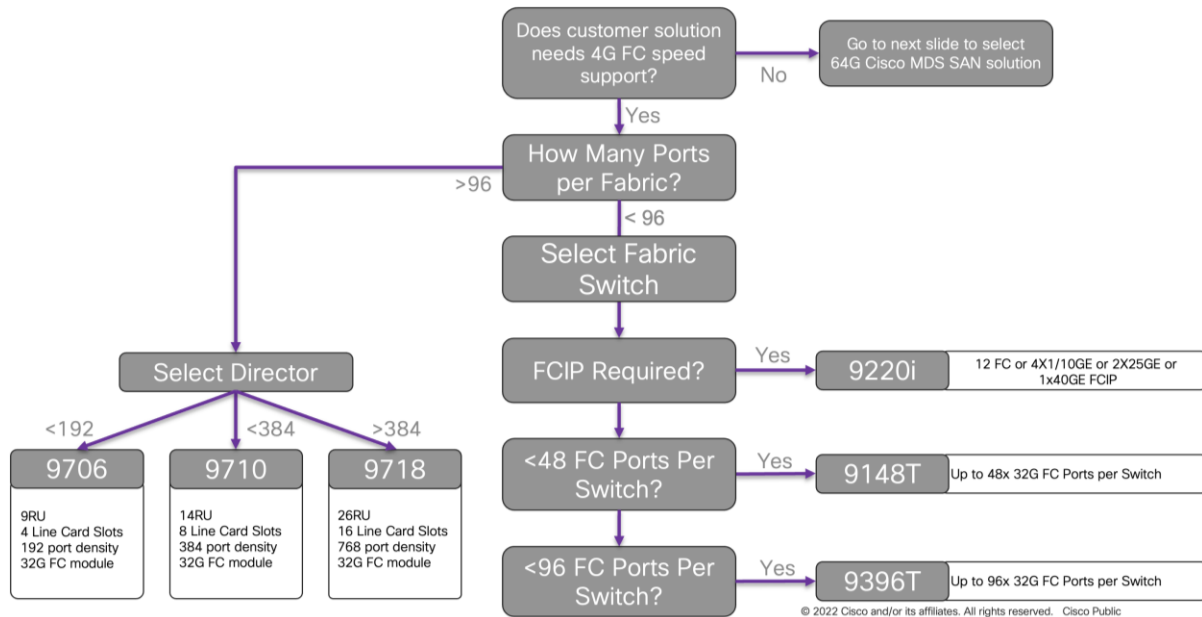 Does customer solution
needs 4G FC speed
support?
No
Go to next slide to select
64G Cisco MDS SAN solution
Yes
How Many Ports
per Fabric?
>96
< 96
Select Fabric
Switch
Select Director
FCIP Required?
Yes
9220i
12 FC or 4X1/10GE or 2X25GE or
1x40GE FCIP
<192
<384
>384
9706
9RU
4 Line Card Slots
192 port density
32G FC module
9710
14RU
8 Line Card Slots
384 port density
32G FC module
9718
26RU
16 Line Card Slots
768 port density
32G FC module
<48 FC Ports Per
Switch?
Yes
9148T
Up to 48x 32G FC Ports per Switch
<96 FC Ports Per
Switch?
Yes
9396T
Up to 96x 32G FC Ports per Switch
© 2022 Cisco and/or its affiliates. All rights reserved. Cisco Public